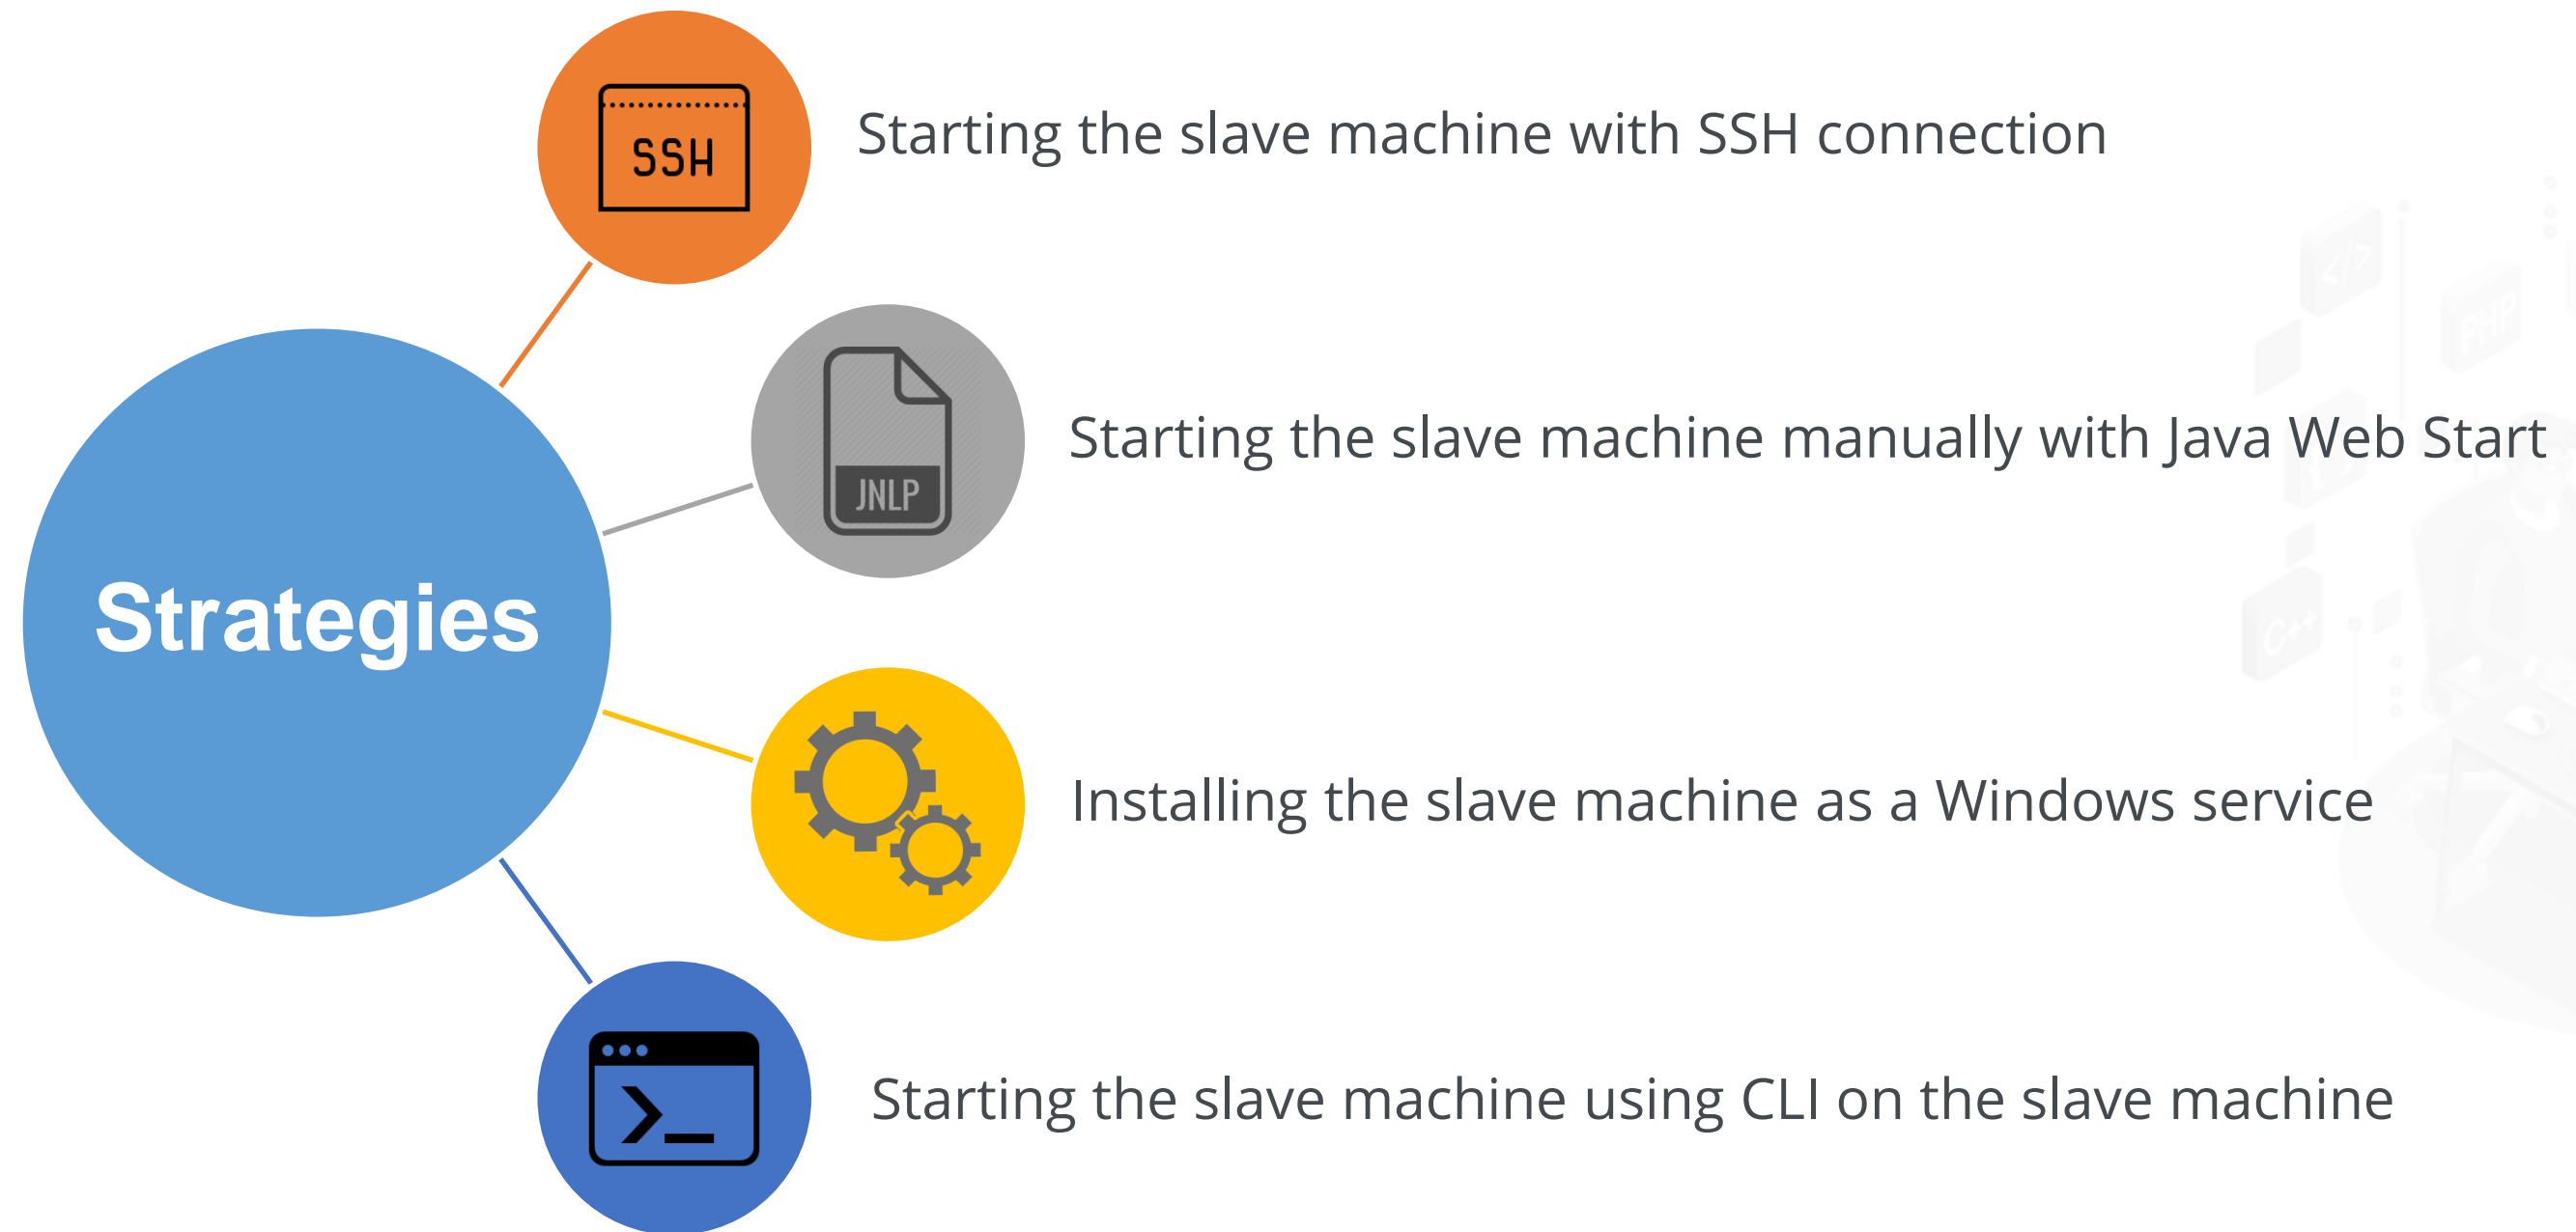 SSH
Starting the slave machine with SSH connection
JNLP
Starting the slave machine manually with Java Web Start
Strategies
Installing the slave machine as a Windows service
>_
Starting the slave machine using CLI on the slave machine
</>
PHP
C++